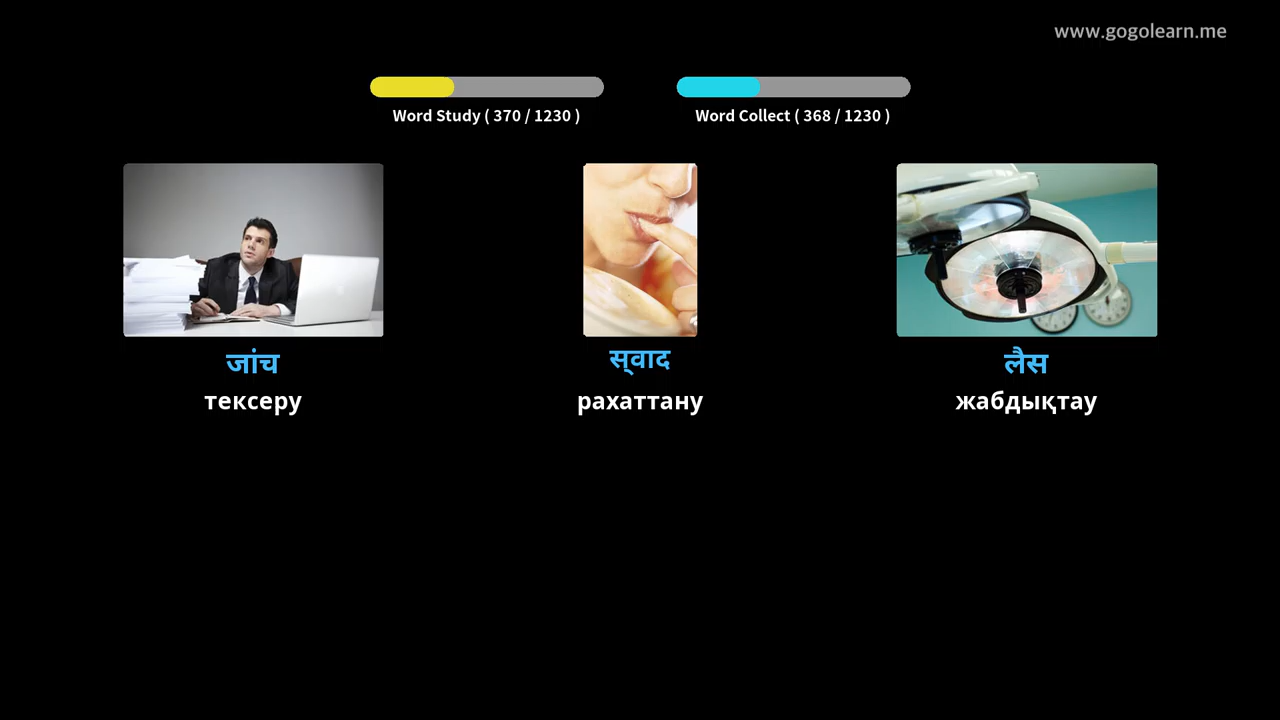 www.gogolearn.me
Word Study ( 370 / 1230 )
Word Collect ( 368 / 1230 )
जांच
स्वाद
लैस
тексеру
рахаттану
жабдықтау